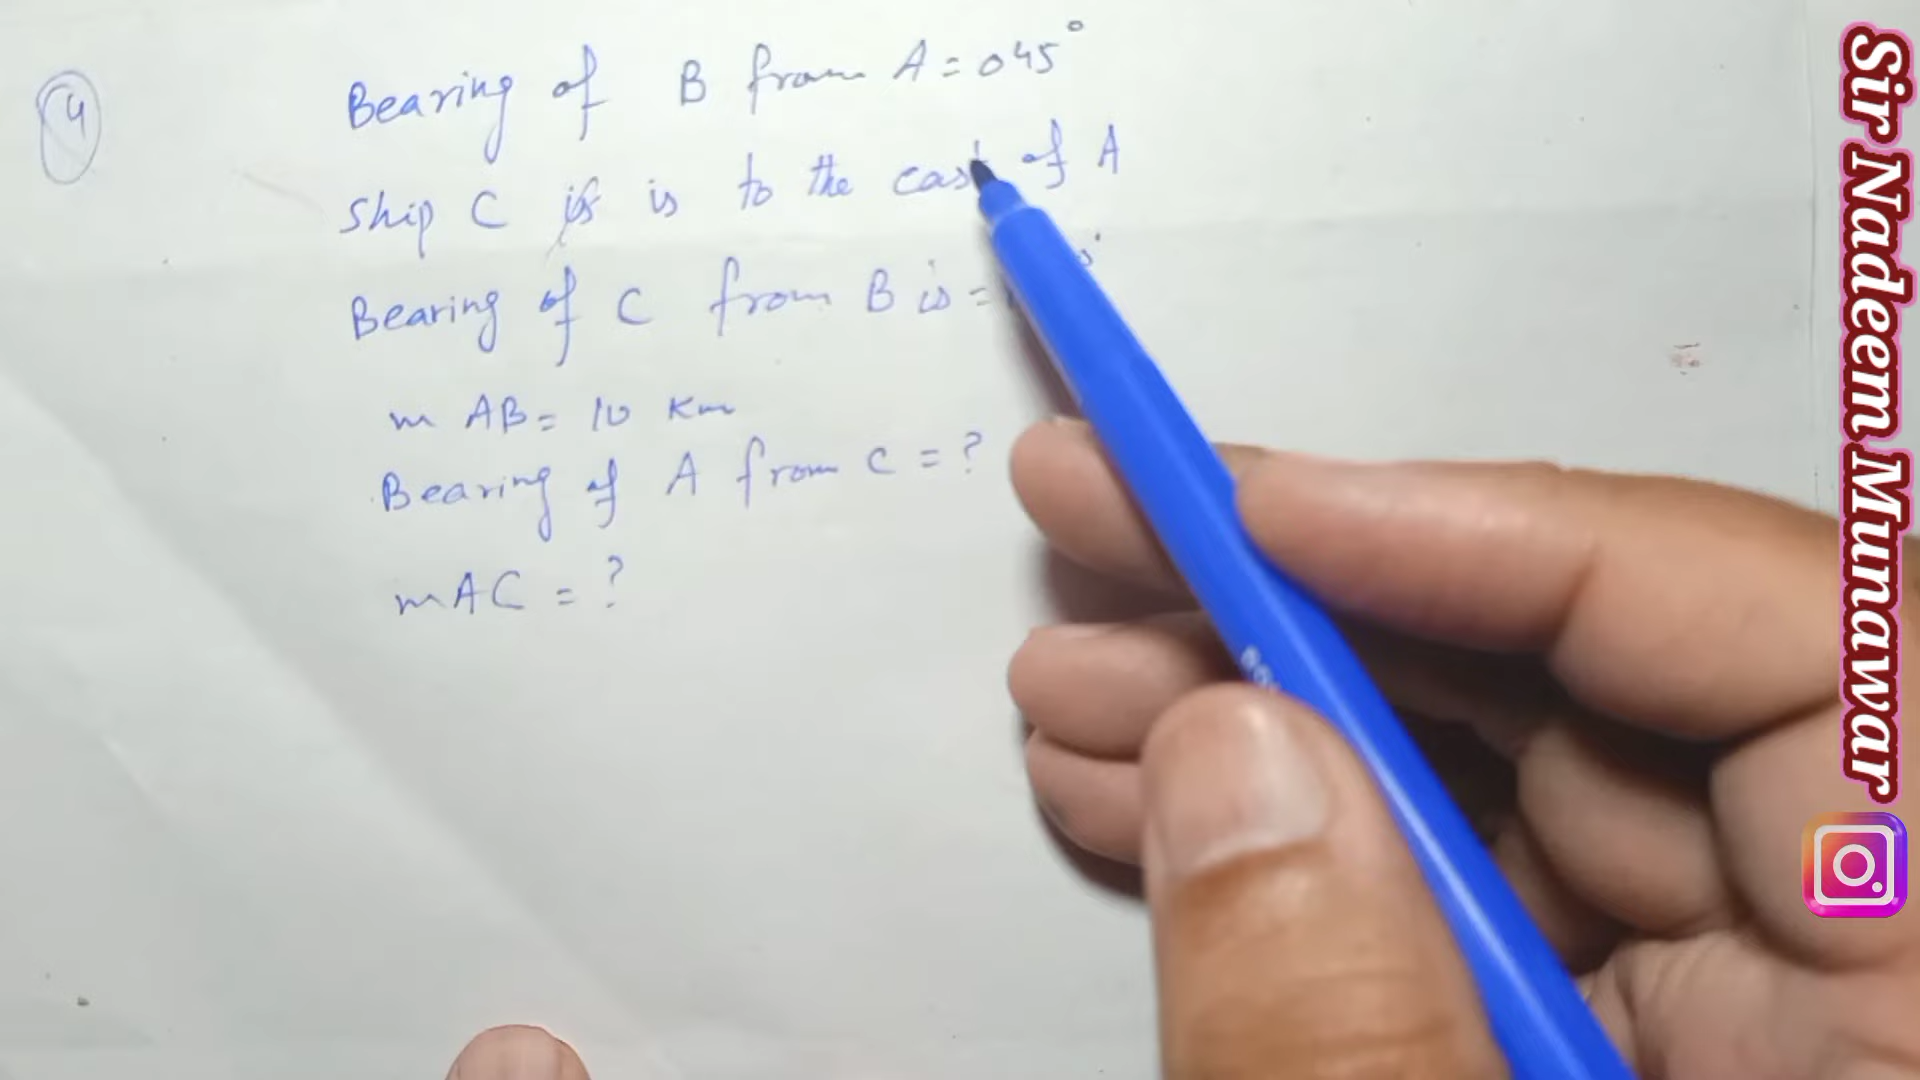 4
Bearing of B from A = 045°
Ship C is is to the east of A
Bearing of C from B is =
m AB = 10 Km
Bearing of A from C = ?
mAC = ?
Sir Nadeem Munawar